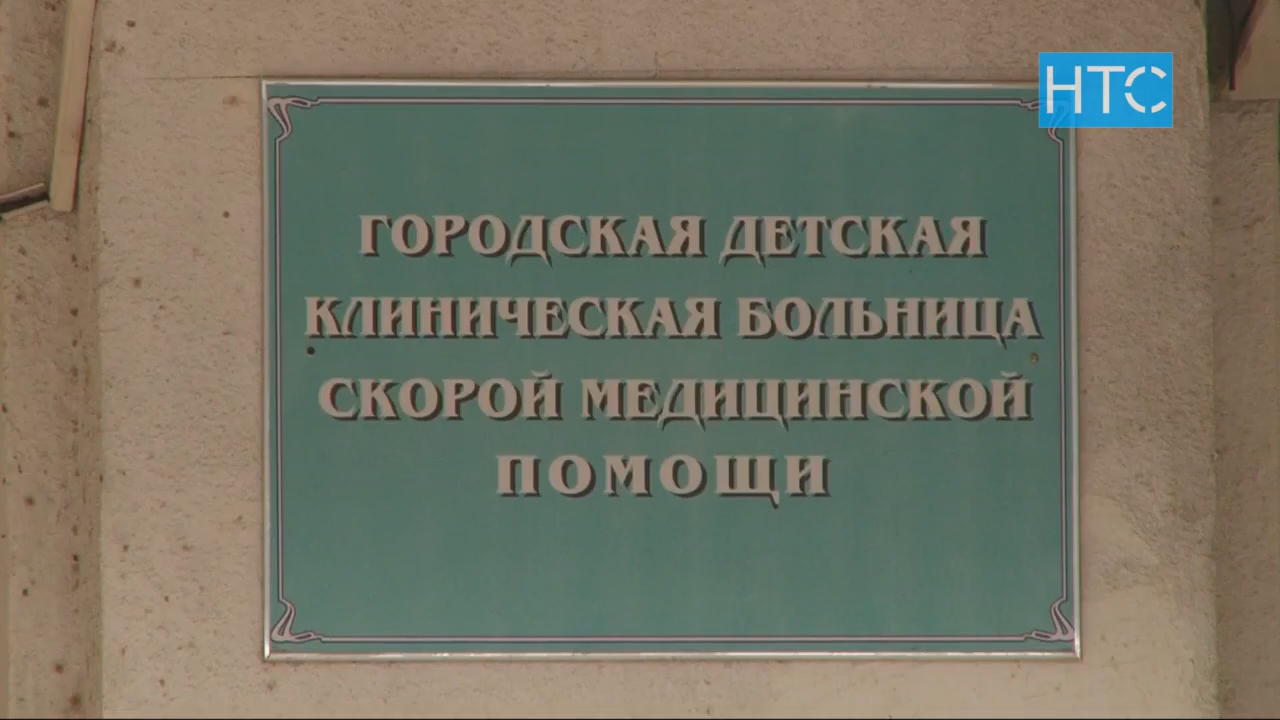 НТС
ГОРОДСКАЯ ДЕТСКАЯ
КЛИНИЧЕСКАЯ БОЛЬНИЦА
СКОРОЙ МЕДИЦИНСКОЙ
ПОМОЩИ